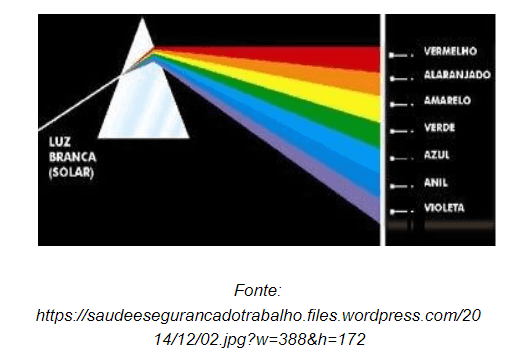 LUZ
BRANCA
(SOLAR)
VERMELHO
ALARANJADO
AMARELO
VERDE
AZUL
ANIL
VIOLETA
Fonte:
https://saudeesegurancadotrabalho.files.wordpress.com/20
14/12/02.jpg?w=388&h=172